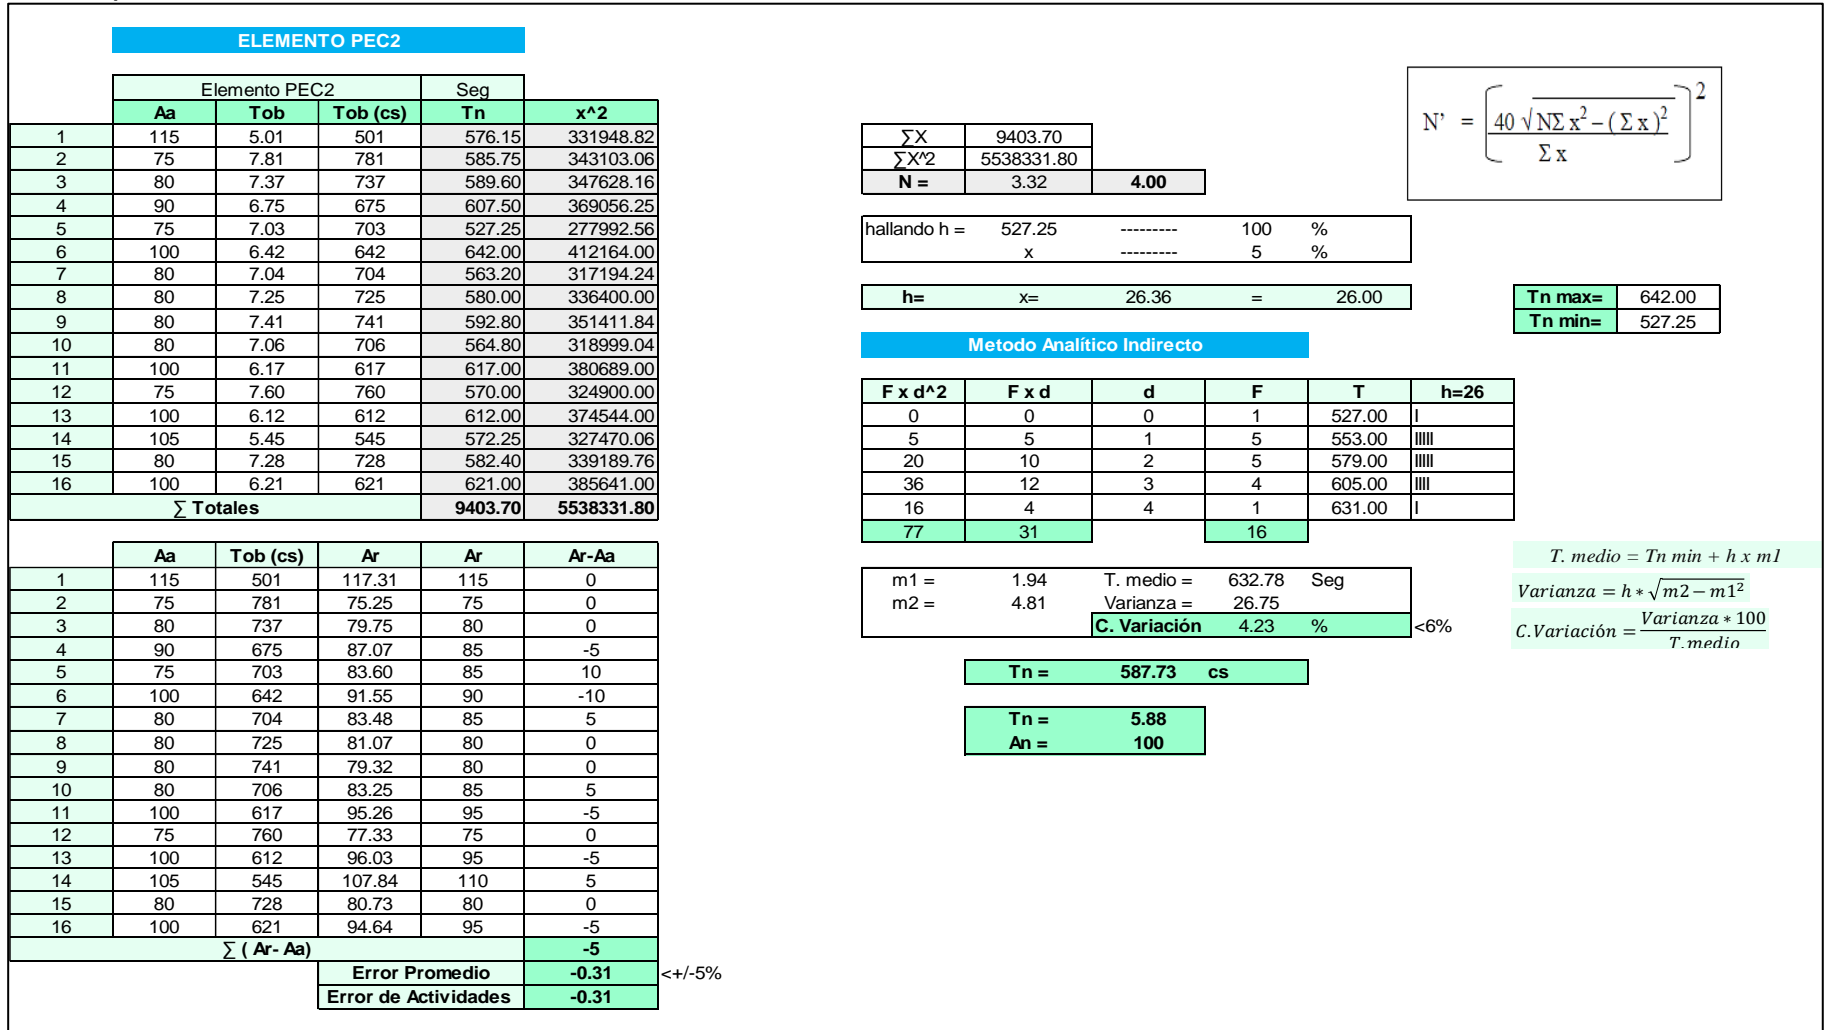 ELEMENTO PEC2
Elemento PEC2 Seg
Aa Tob Tob (cs) Tn x^2
1 115 5.01 501 576.15 331948.82
2 75 7.81 781 585.75 343103.06
3 80 7.37 737 589.60 347628.16
4 90 6.75 675 607.50 369056.25
5 75 7.03 703 527.25 277992.56
6 100 6.42 642 642.00 412164.00
7 80 7.04 704 563.20 317194.24
8 80 7.25 725 580.00 336400.00
9 80 7.41 741 592.80 351411.84
10 80 7.06 706 564.80 318999.04
11 100 6.17 617 617.00 380689.00
12 75 7.60 760 570.00 324900.00
13 100 6.12 612 612.00 374544.00
14 105 5.45 545 572.25 327470.06
15 80 7.28 728 582.40 339189.76
16 100 6.21 621 621.00 385641.00
∑ Totales 9403.70 5538331.80
Aa Tob (cs) Ar Ar Ar-Aa
1 115 501 117.31 115 0
2 75 781 75.25 75 0
3 80 737 79.75 80 0
4 90 675 87.07 85 -5
5 75 703 83.60 85 10
6 100 642 91.55 90 -10
7 80 704 83.48 85 5
8 80 725 81.07 80 0
9 80 741 79.32 80 0
10 80 706 83.25 85 5
11 100 617 95.26 95 -5
12 75 760 77.33 75 0
13 100 612 96.03 95 -5
14 105 545 107.84 110 5
15 80 728 80.73 80 0
16 100 621 94.64 95 -5
∑ ( Ar- Aa) -5
Error Promedio -0.31 <+/-5%
Error de Actividades -0.31
∑X 9403.70
∑X^2 5538331.80
N = 3.32 4.00
hallando h = 527.25 --------- 100 %
x --------- 5 %
h= x= 26.36 = 26.00
Metodo Analítico Indirecto
F x d^2 F x d d F T h=26
0 0 0 1 527.00 I
5 5 1 5 553.00 IIIII
20 10 2 5 579.00 IIIII
36 12 3 4 605.00 IIII
16 4 4 1 631.00 I
77 31 16
m1 = 1.94 T. medio = 632.78 Seg
m2 = 4.81 Varianza = 26.75
C. Variación 4.23 % <6%
Tn = 587.73 cs
Tn = 5.88
An = 100
N' = [40 √NΣ x² – ( Σ x )² / Σ x]²
Tn max= 642.00
Tn min= 527.25
T. medio = Tn min + h x m1
Varianza = h ∗ √m2 − m1²
C.Variación = Varianza ∗ 100 / T.medio